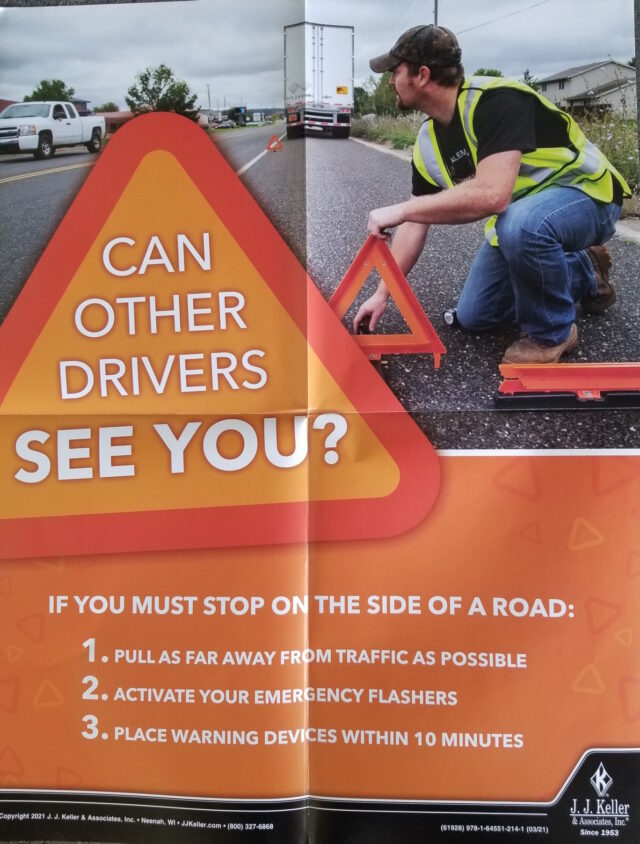 CAN
OTHER
DRIVERS
SEE YOU?
IF YOU MUST STOP ON THE SIDE OF A ROAD:
1. PULL AS FAR AWAY FROM TRAFFIC AS POSSIBLE
2. ACTIVATE YOUR EMERGENCY FLASHERS
3. PLACE WARNING DEVICES WITHIN 10 MINUTES
Copyright 2021 J. J. Keller & Associates, Inc. • Neenah, WI • JJKeller.com • (800) 327-6868
(61928) 978-1-64551-214-1 (03/21)
J. J. Keller
& Associates, Inc.®
Since 1953